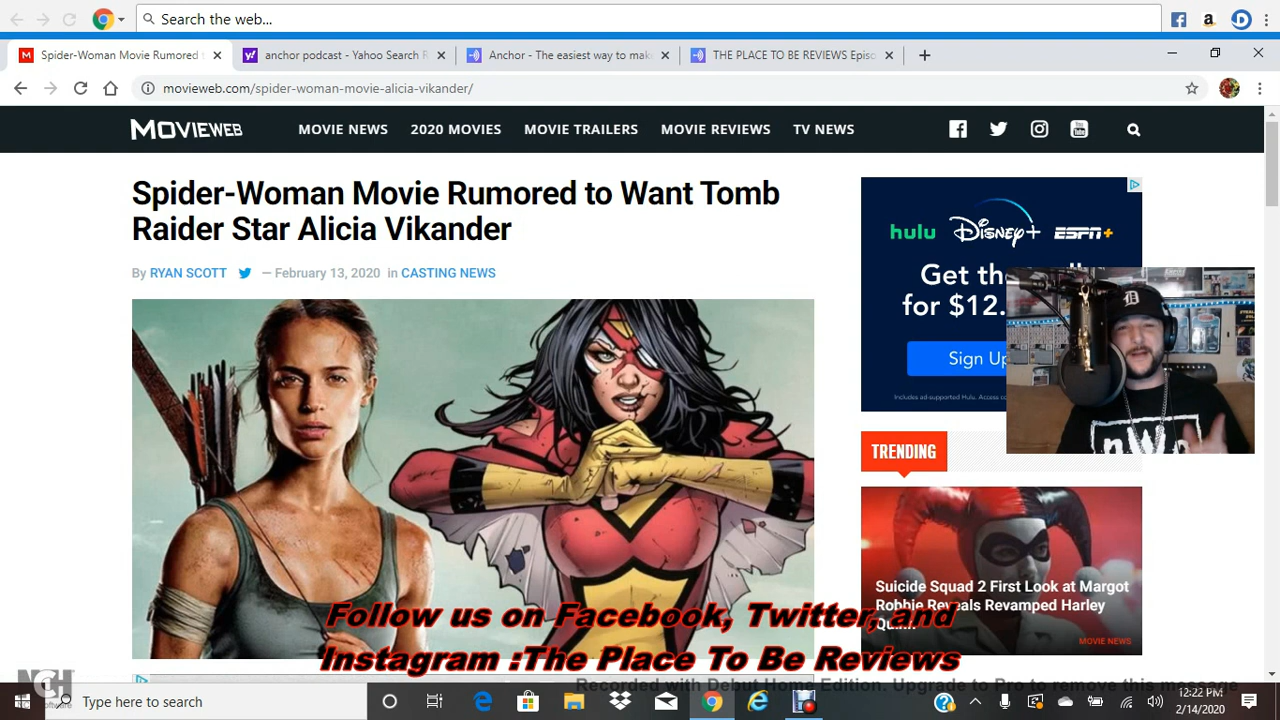 Search the web...
Spider-Woman Movie Rumored t
anchor podcast - Yahoo Search R
Anchor - The easiest way to mak
THE PLACE TO BE REVIEWS Episo
movieweb.com/spider-woman-movie-alicia-vikander/
MOVIEWEB
MOVIE NEWS
2020 MOVIES
MOVIE TRAILERS
MOVIE REVIEWS
TV NEWS
Spider-Woman Movie Rumored to Want Tomb
Raider Star Alicia Vikander
By RYAN SCOTT — February 13, 2020 in CASTING NEWS
hulu Disney+ ESPN+
Get
for $12.
Sign Up
TRENDING
nWo
Suicide Squad 2 First Look at Margot
Robbie Reveals Revamped Harley
Quinn
MOVIE NEWS
Follow us on Facebook, Twitter, and
Instagram :The Place To Be Reviews
Recorded with Debut Home Edition. Upgrade to Pro to remove this message
NCH
Software
Type here to search
12:22 PM
2/14/2020